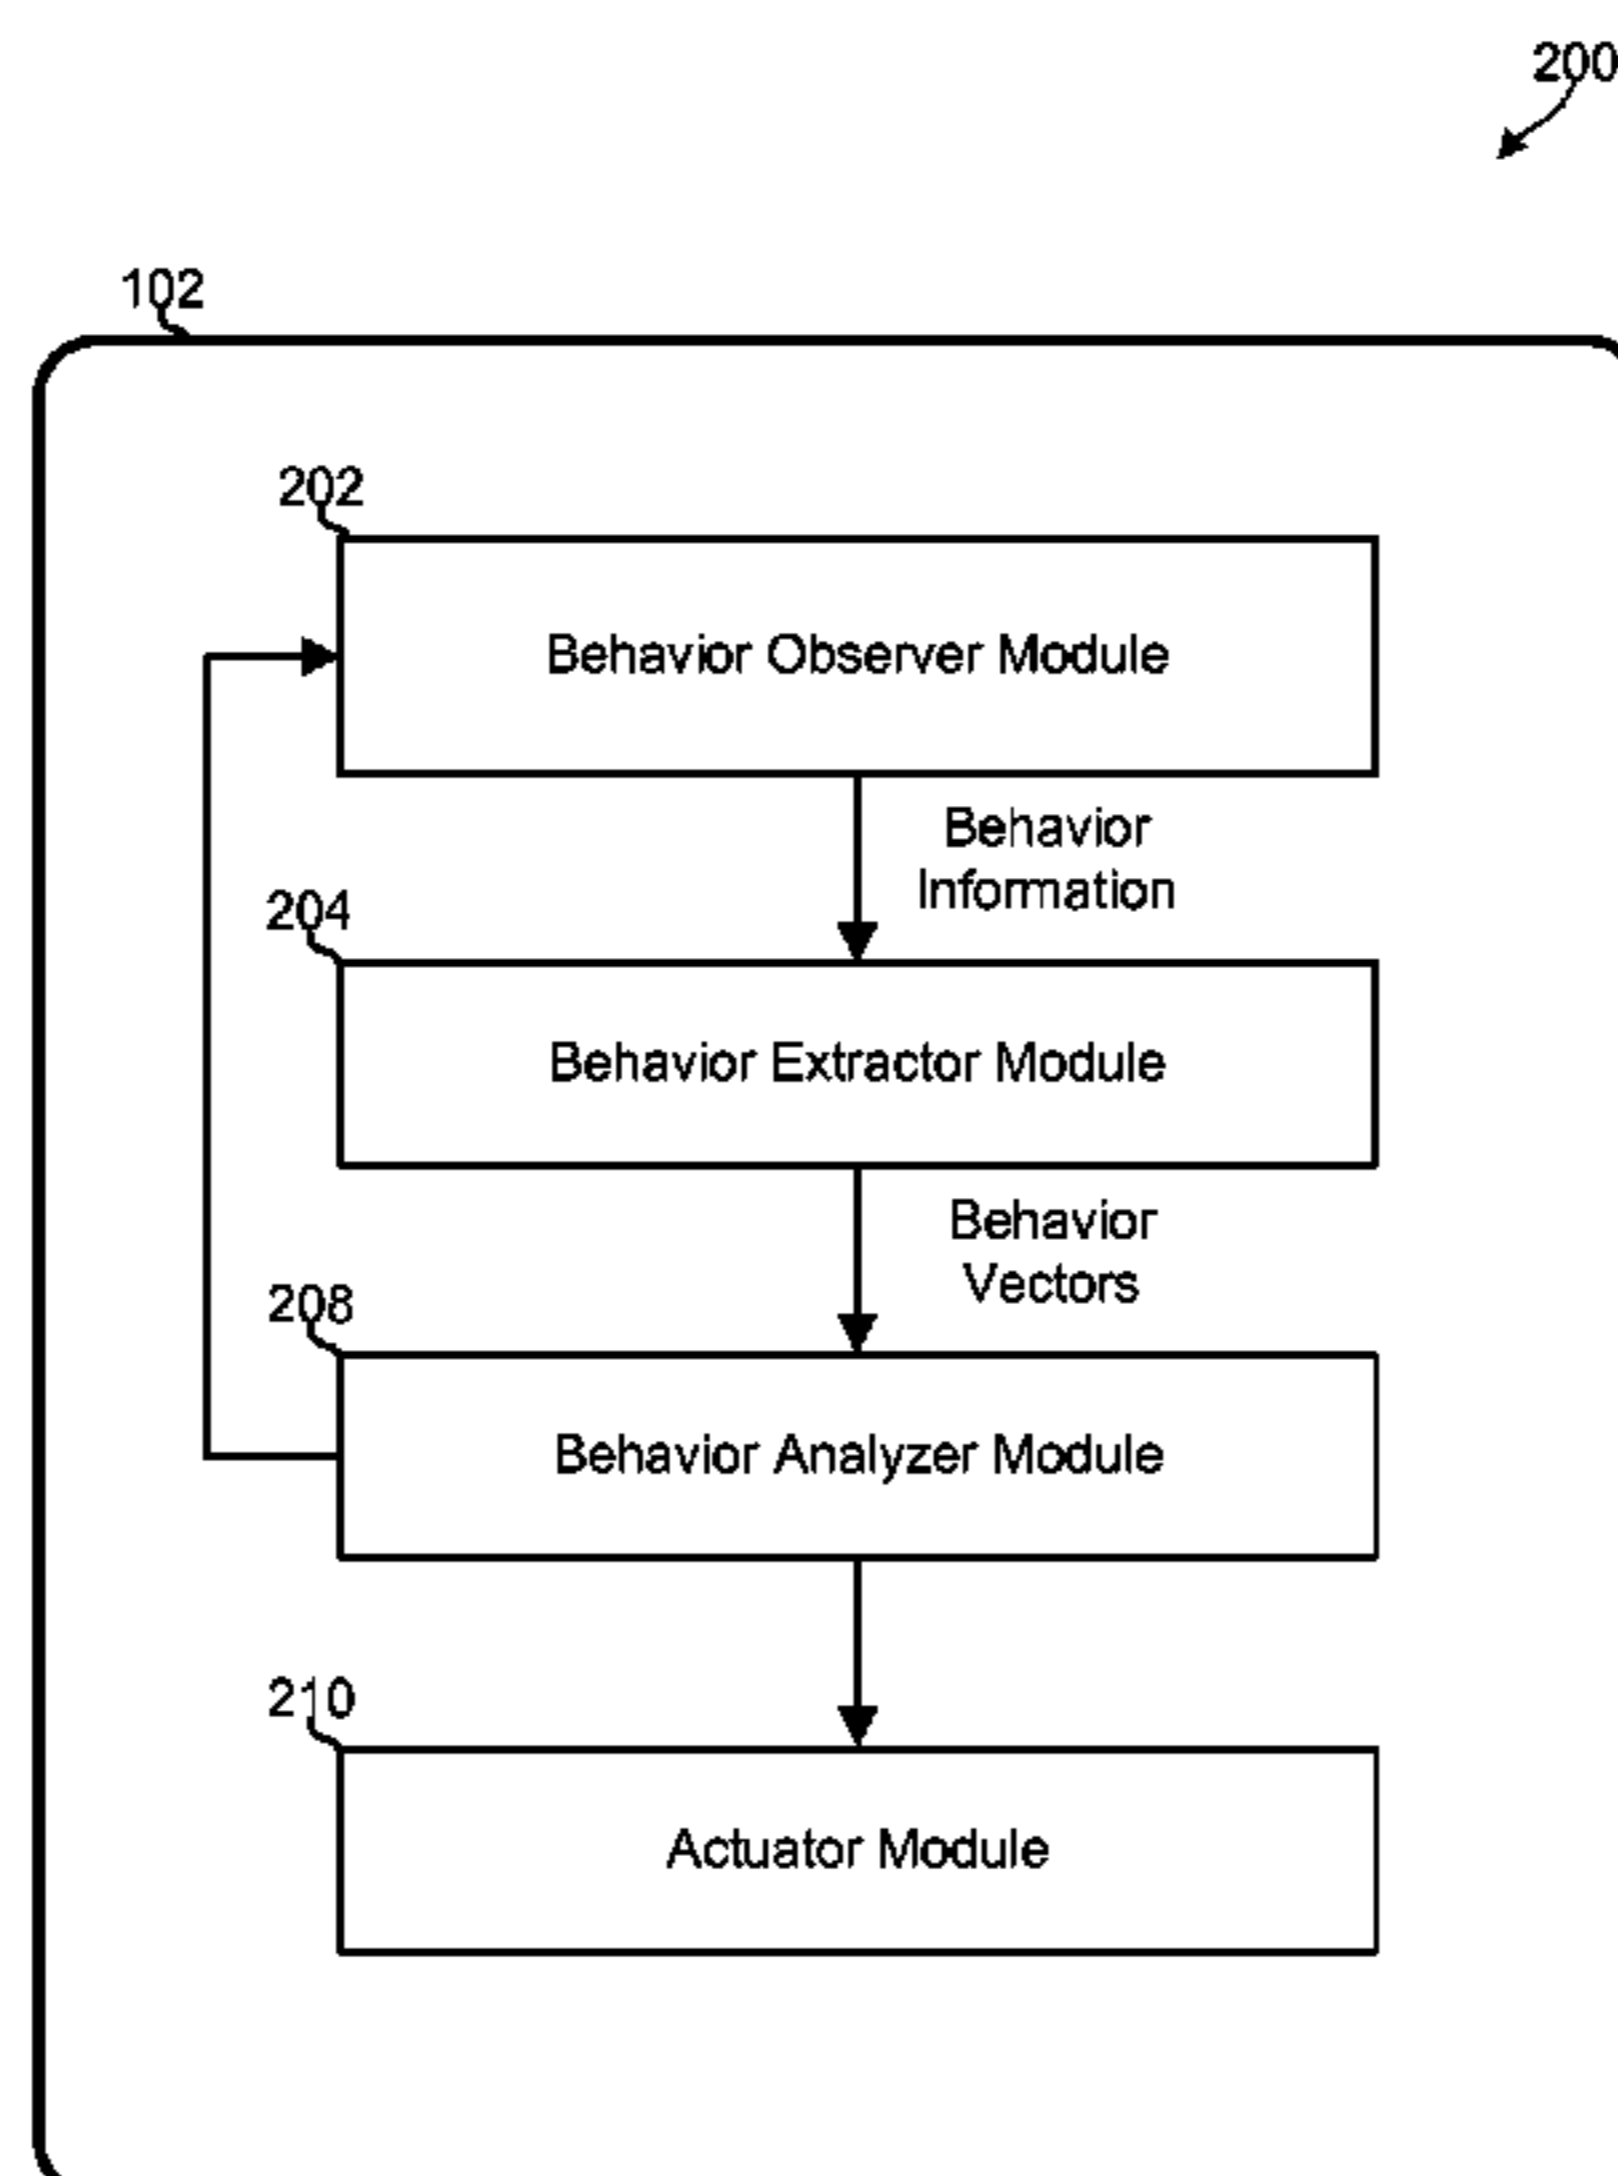 200
102
202
Behavior Observer Module
Behavior
Information
204
Behavior Extractor Module
Behavior
Vectors
208
Behavior Analyzer Module
210
Actuator Module